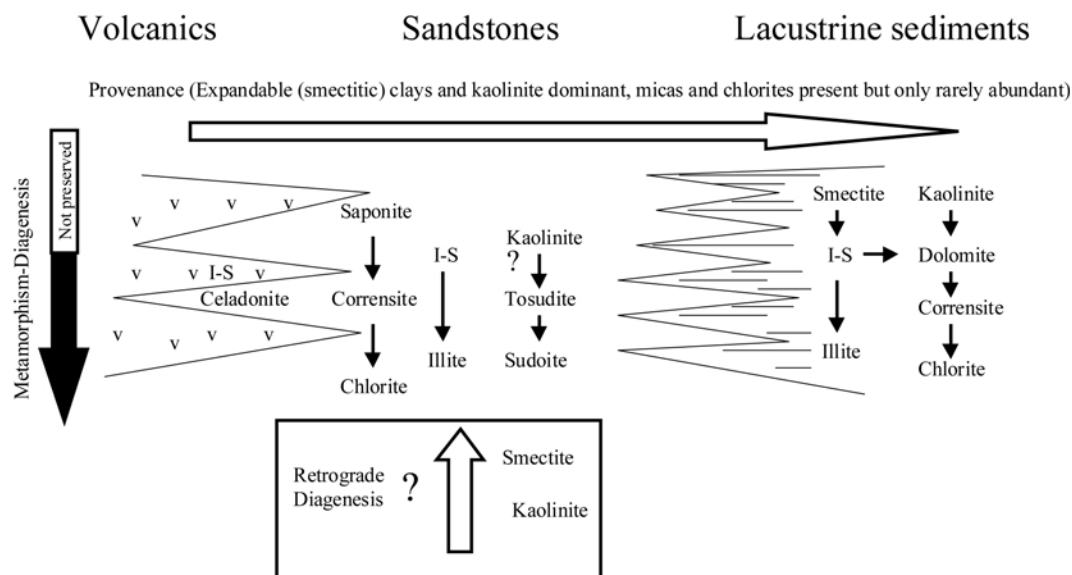 Volcanics
Sandstones
Lacustrine sediments
Provenance (Expandable (smectitic) clays and kaolinite dominant, micas and chlorites present but only rarely abundant)
Metamorphism-Diagenesis
Not preserved
v v v v
v
v v I-S v
Celadonite
v v v v
Saponite
Corrensite
Chlorite
I-S
Illite
Kaolinite
?
Tosudite
Sudoite
Smectite
I-S
Illite
Kaolinite
Dolomite
Corrensite
Chlorite
Retrograde
Diagenesis
?
Smectite
Kaolinite